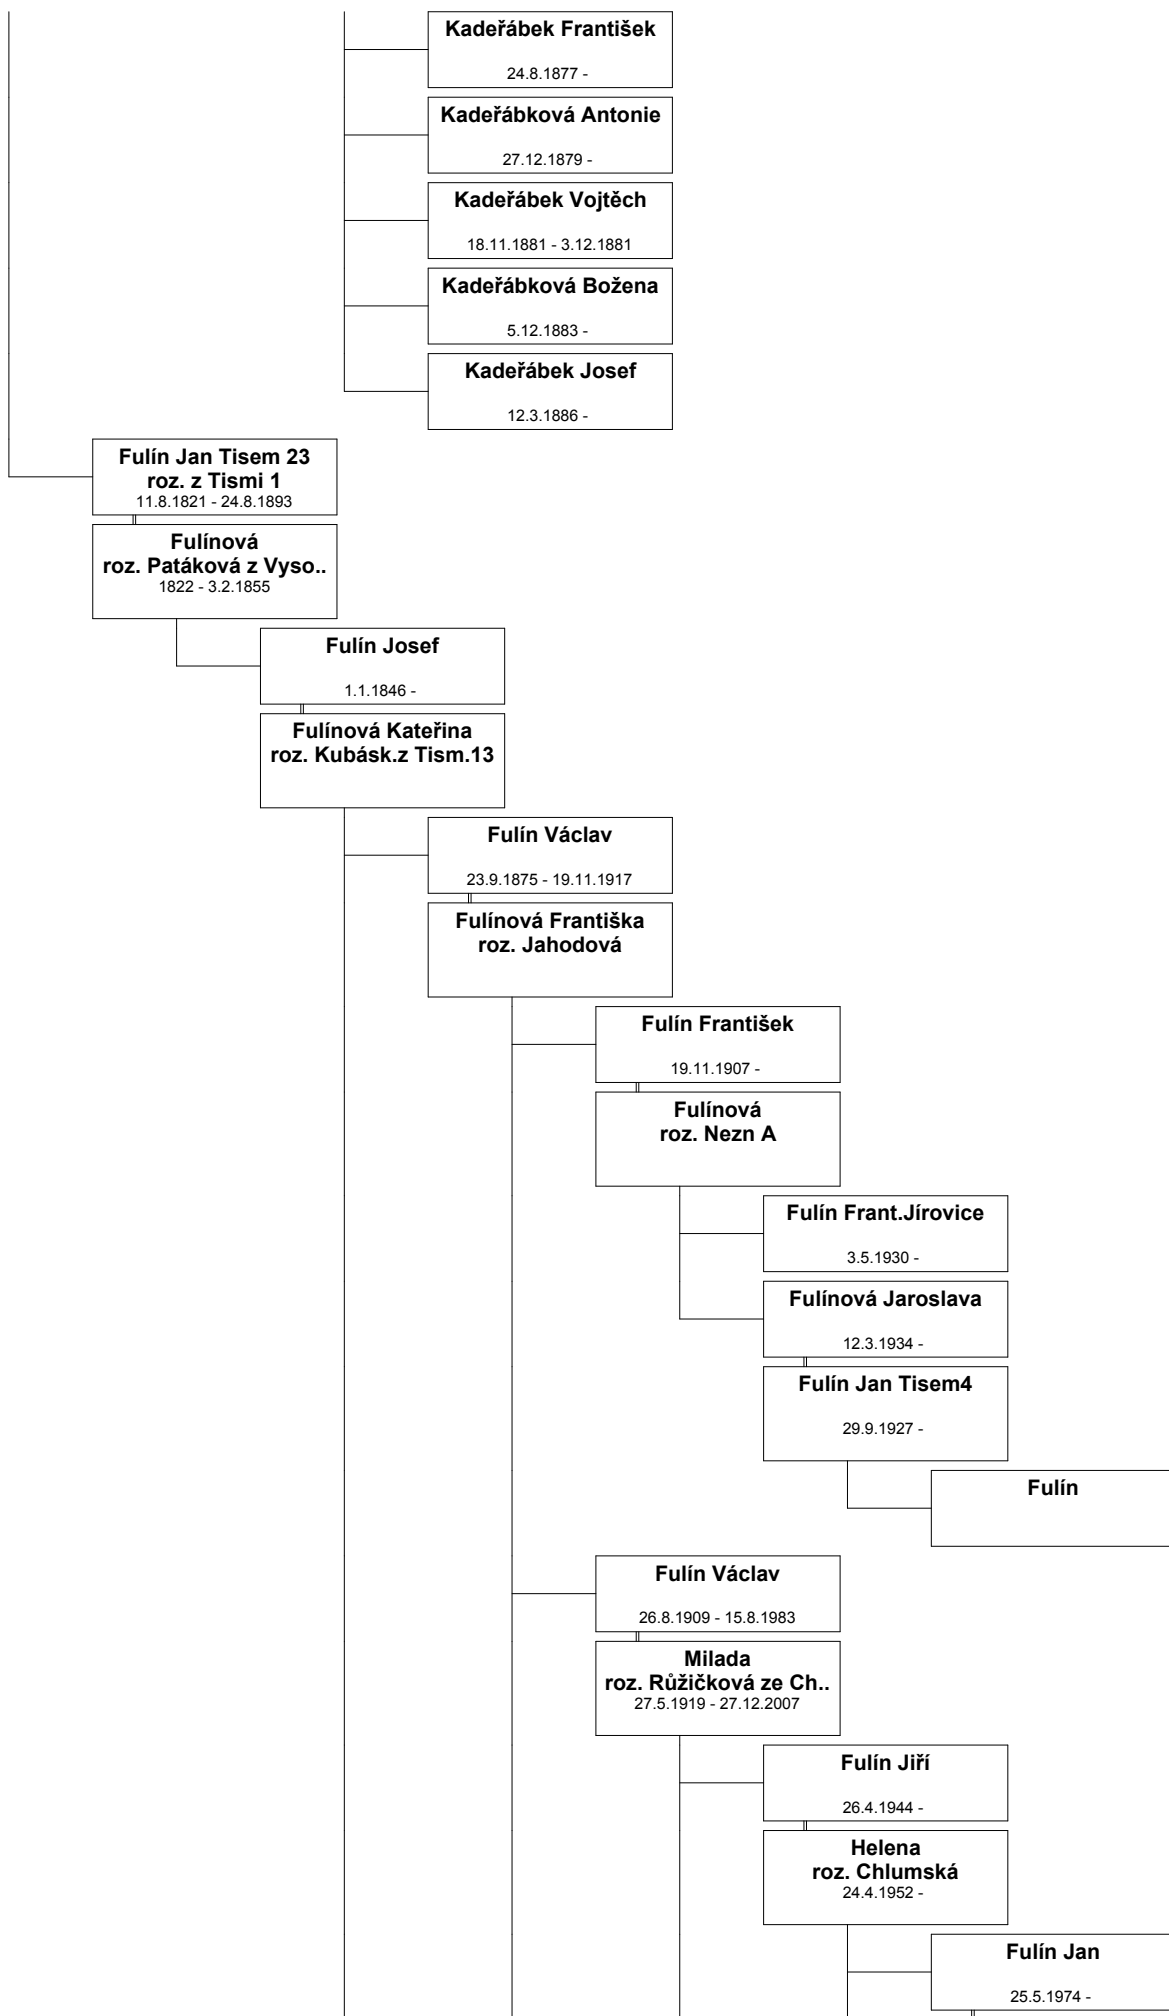 Kadeřábek František
24.8.1877 -
Kadeřábková Antonie
27.12.1879 -
Kadeřábek Vojtěch
18.11.1881 - 3.12.1881
Kadeřábková Božena
5.12.1883 -
Kadeřábek Josef
12.3.1886 -
Fulín Jan Tisem 23
roz. z Tismi 1
11.8.1821 - 24.8.1893
Fulínová
roz. Patáková z Vyso..
1822 - 3.2.1855
Fulín Josef
1.1.1846 -
Fulínová Kateřina
roz. Kubásk.z Tism.13
Fulín Václav
23.9.1875 - 19.11.1917
Fulínová Františka
roz. Jahodová
Fulín František
19.11.1907 -
Fulínová
roz. Nezn A
Fulín Frant.Jírovice
3.5.1930 -
Fulínová Jaroslava
12.3.1934 -
Fulín Jan Tisem4
29.9.1927 -
Fulín
Fulín Václav
26.8.1909 - 15.8.1983
Milada
roz. Růžičková ze Ch..
27.5.1919 - 27.12.2007
Fulín Jiří
26.4.1944 -
Helena
roz. Chlumská
24.4.1952 -
Fulín Jan
25.5.1974 -